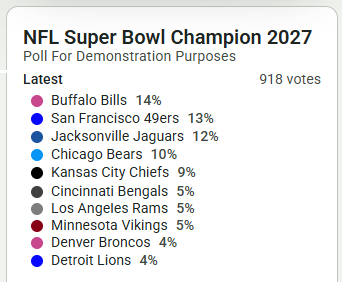 NFL Super Bowl Champion 2027
Poll For Demonstration Purposes
Latest 918 votes
Buffalo Bills 14%
San Francisco 49ers 13%
Jacksonville Jaguars 12%
Chicago Bears 10%
Kansas City Chiefs 9%
Cincinnati Bengals 5%
Los Angeles Rams 5%
Minnesota Vikings 5%
Denver Broncos 4%
Detroit Lions 4%